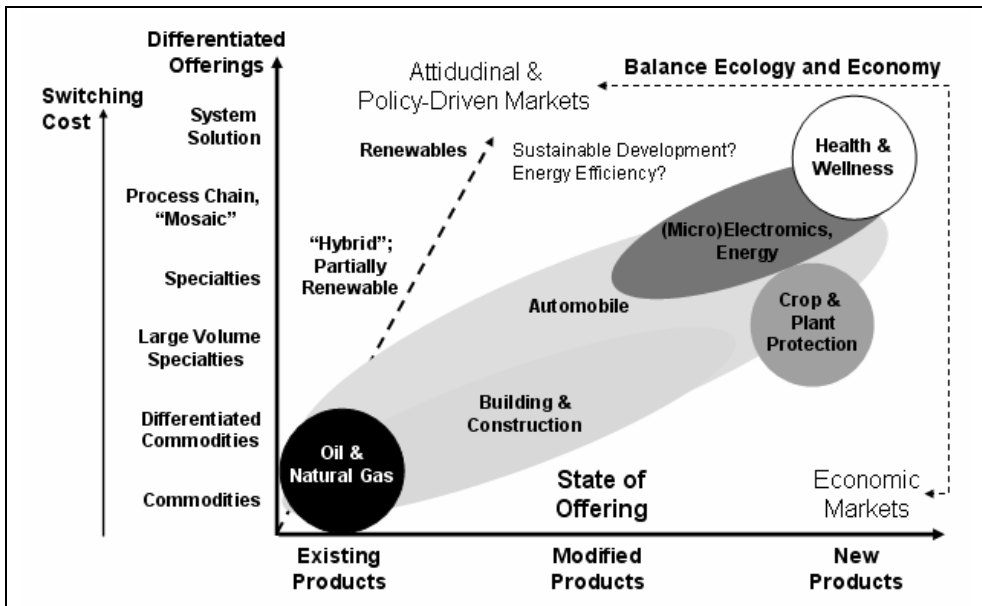 Differentiated
Offerings
Switching
Cost
System
Solution
Process Chain,
“Mosaic”
Specialties
Large Volume
Specialties
Differentiated
Commodities
Commodities
Attidudinal &
Policy-Driven Markets
Balance Ecology and Economy
Renewables
Sustainable Development?
Energy Efficiency?
Health &
Wellness
“Hybrid”;
Partially
Renewable
(Micro)Electromics,
Energy
Automobile
Crop &
Plant
Protection
Building &
Construction
Oil &
Natural Gas
State of
Offering
Economic
Markets
Existing
Products
Modified
Products
New
Products